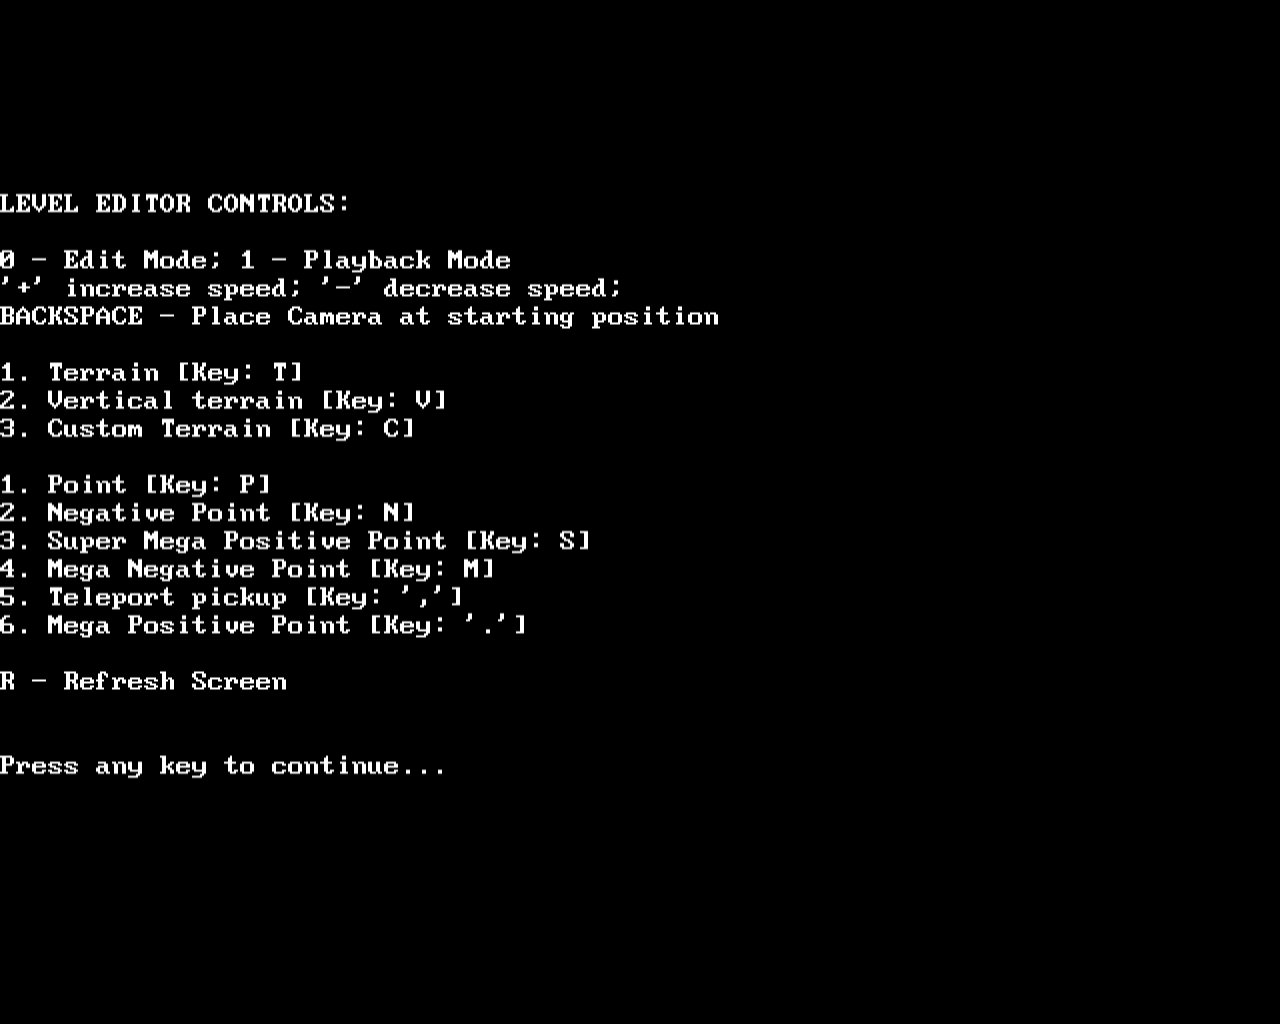 LEVEL EDITOR CONTROLS:
0 - Edit Mode; 1 - Playback Mode
'+' increase speed; '-' decrease speed;
BACKSPACE - Place Camera at starting position
1. Terrain [Key: T]
2. Vertical terrain [Key: V]
3. Custom Terrain [Key: C]
1. Point [Key: P]
2. Negative Point [Key: N]
3. Super Mega Positive Point [Key: S]
4. Mega Negative Point [Key: M]
5. Teleport pickup [Key: ',']
6. Mega Positive Point [Key: '.']
R - Refresh Screen
Press any key to continue...